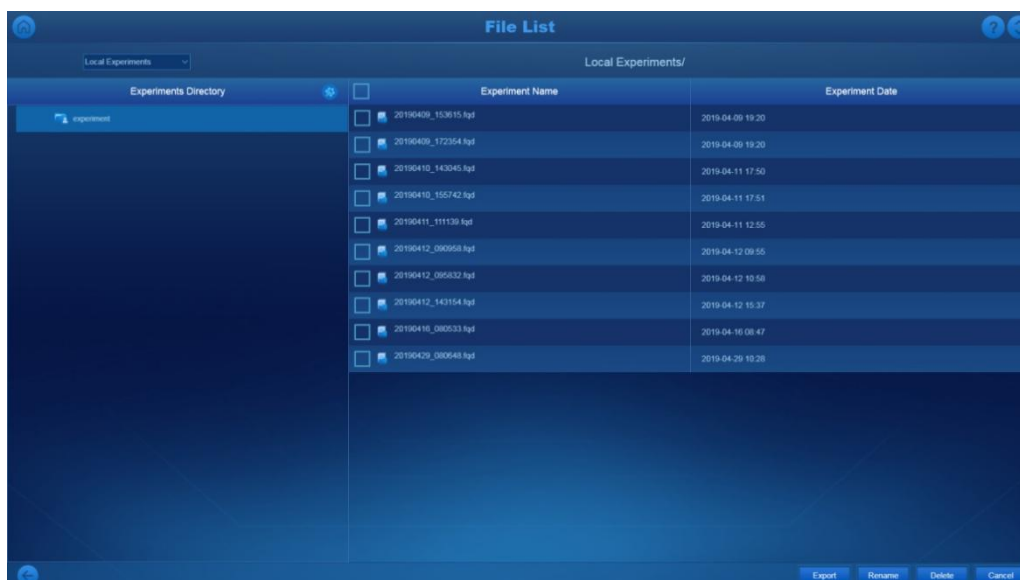 File List
?
Local Experiments
Local Experiments/
Experiments Directory
Experiment Name
Experiment Date
experiment
20190409_153615.fqd
2019-04-09 19:20
20190409_172354.fqd
2019-04-09 19:20
20190410_143045.fqd
2019-04-11 17:50
20190410_155742.fqd
2019-04-11 17:51
20190411_111139.fqd
2019-04-11 12:55
20190412_090958.fqd
2019-04-12 09:55
20190412_095832.fqd
2019-04-12 10:58
20190412_143154.fqd
2019-04-12 15:37
20190416_080533.fqd
2019-04-16 08:47
20190429_080648.fqd
2019-04-29 10:28
Export
Rename
Delete
Cancel